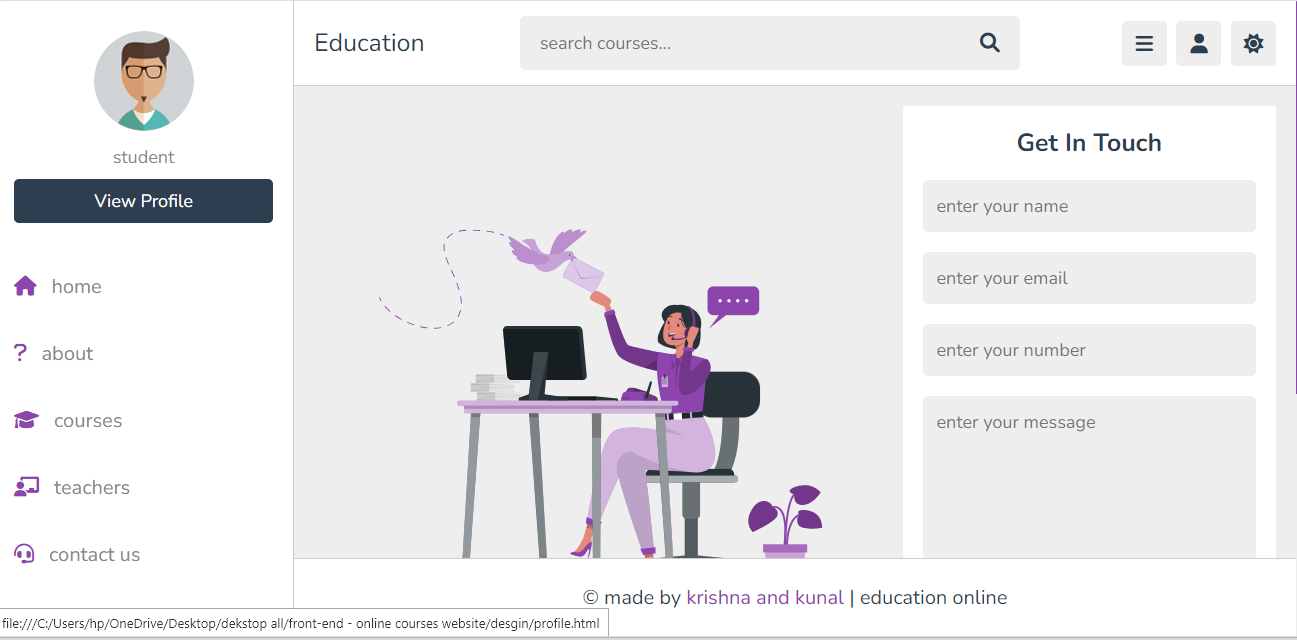 student
View Profile
home
? about
courses
teachers
contact us
Education
search courses...
Get In Touch
enter your name
enter your email
enter your number
enter your message
© made by krishna and kunal | education online
file:///C:/Users/hp/OneDrive/Desktop/dekstop all/front-end - online courses website/desgin/profile.html